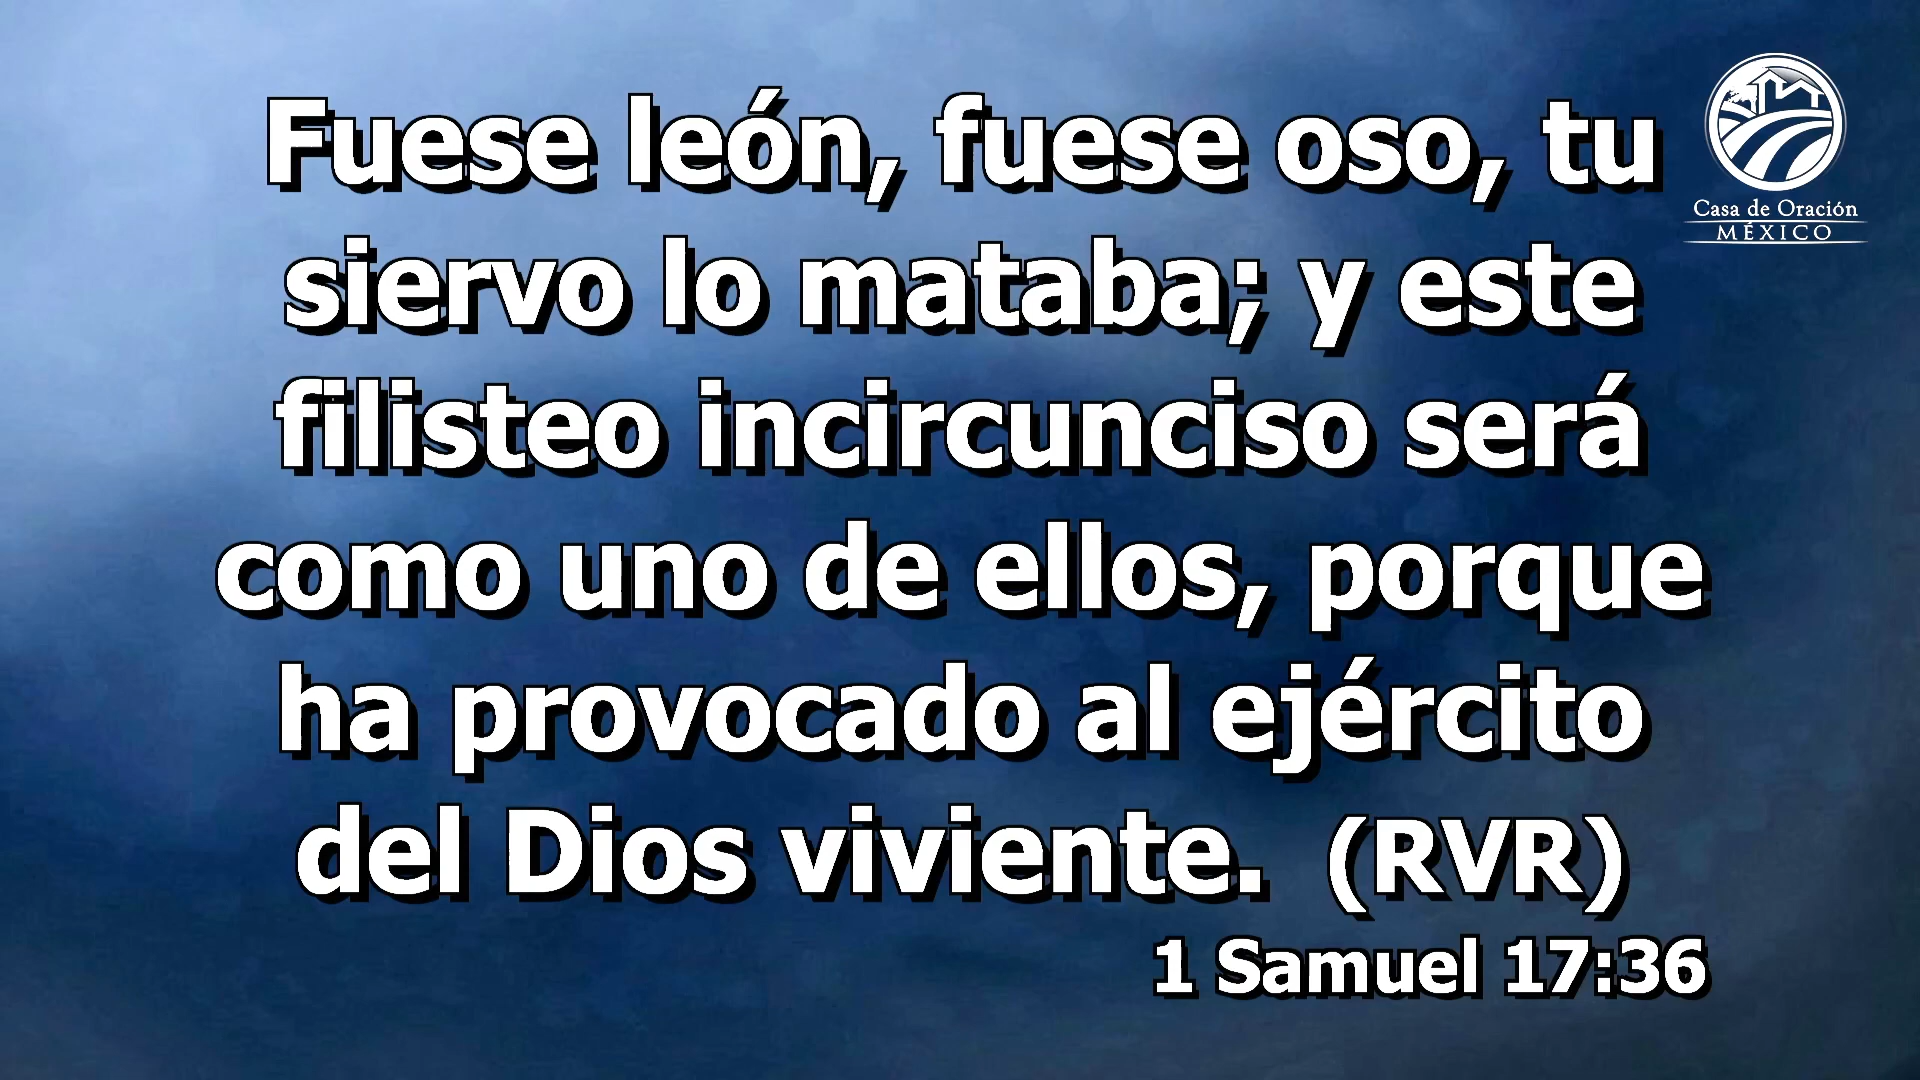 Fuese león, fuese oso, tu
siervo lo mataba; y este
filisteo incircunciso será
como uno de ellos, porque
ha provocado al ejército
del Dios viviente. (RVR)
1 Samuel 17:36
Casa de Oración
MÉXICO